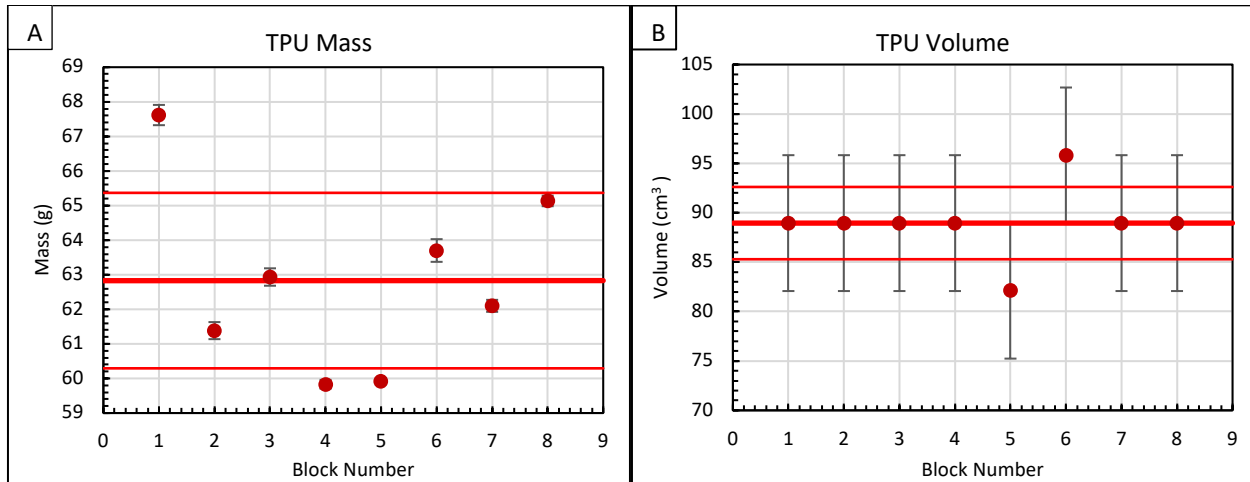 A
TPU Mass
69
68
67
66
65
64
63
62
61
60
59
Mass (g)
0 1 2 3 4 5 6 7 8 9
Block Number
B
TPU Volume
105
100
95
90
85
80
75
70
Volume (cm³)
0 1 2 3 4 5 6 7 8 9
Block Number